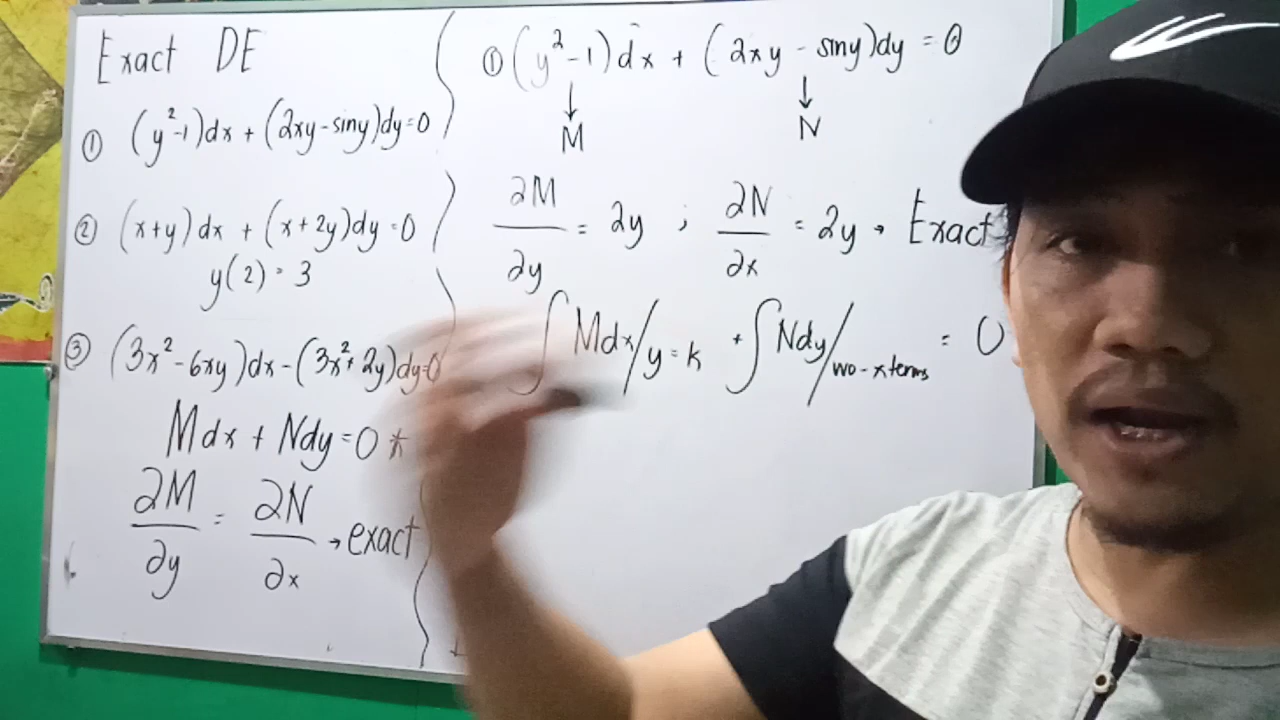 Exact DE
① (y²-1)dx + (2xy - siny)dy = 0
② (x+y)dx + (x+2y)dy = 0
y(2) = 3
③ (3x²-6xy)dx - (3x²+2y)dy=0
Mdx + Ndy = 0 *
∂M/∂y = ∂N/∂x → exact
① (y²-1)dx + (2xy - siny)dy = 0
↓ ↓
M N
∂M/∂y = 2y ; ∂N/∂x = 2y → Exact
∫Mdx/y=k + ∫Ndy/wo-xterms = 0